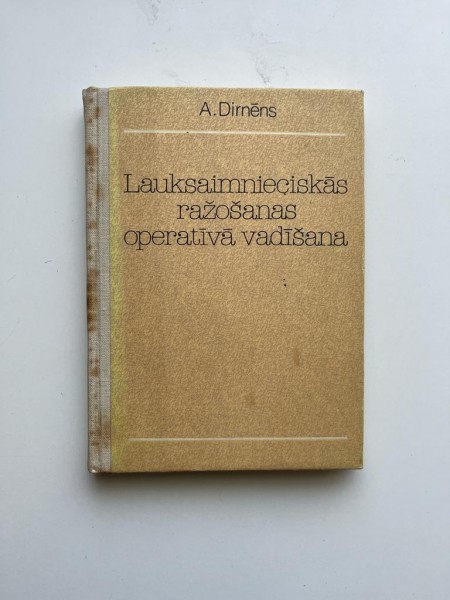 A. Dirnēns
Lauksaimnieciskās
ražošanas
operatīvā vadīšana